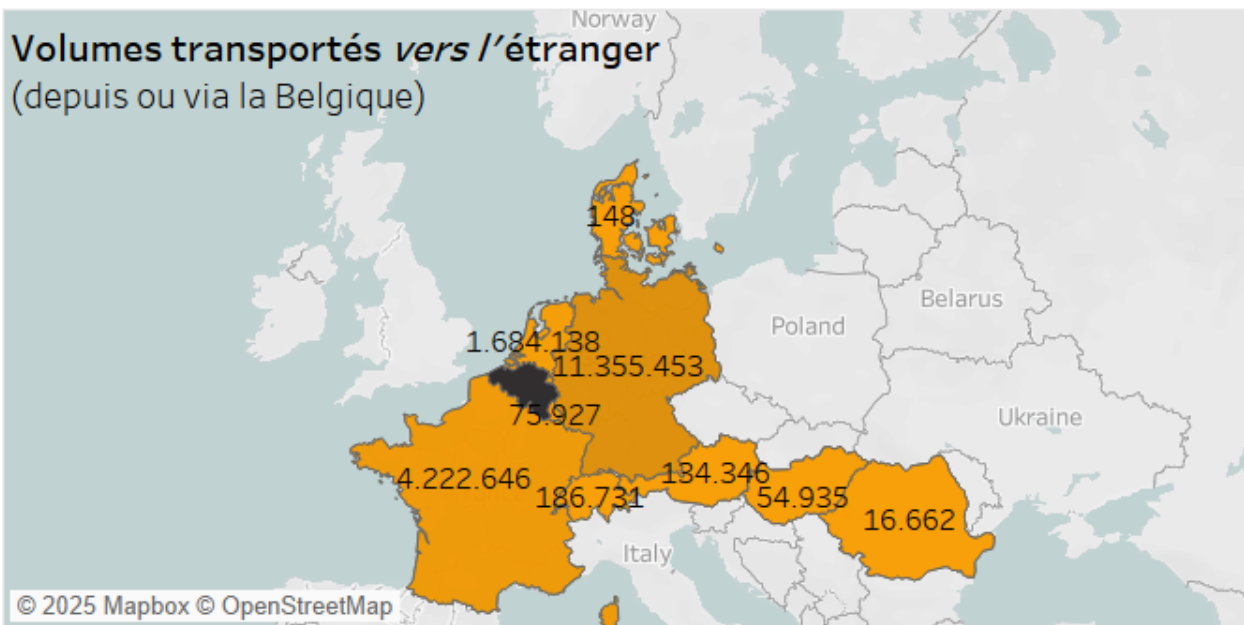 Norway
Volumes transportés vers l'étranger
(depuis ou via la Belgique)
148
Belarus
Poland
1.684.138
11.355.453
75.927
Ukraine
4.222.646
134.346
186.731
54.935
16.662
Italy
© 2025 Mapbox © OpenStreetMap